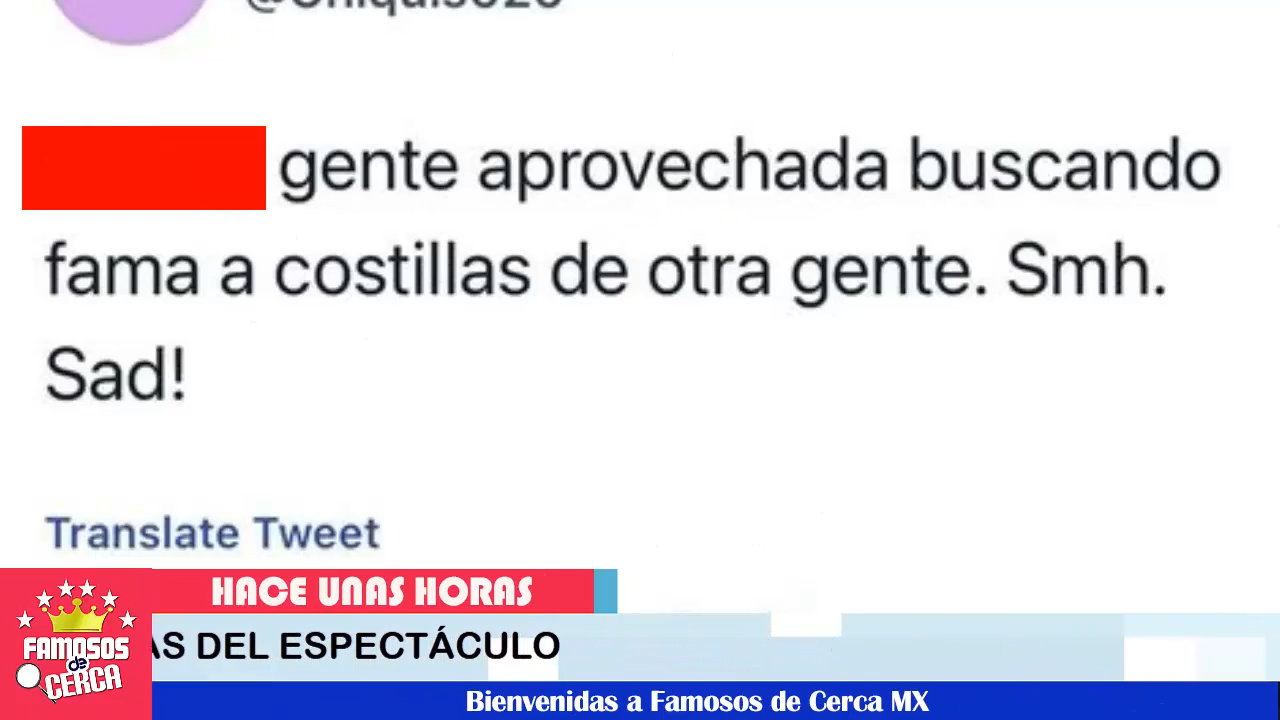 gente aprovechada buscando
fama a costillas de otra gente. Smh.
Sad!
Translate Tweet
HACE UNAS HORAS
DEL ESPECTÁCULO
FAMOSOS
de
CERCA
Bienvenidas a Famosos de Cerca MX